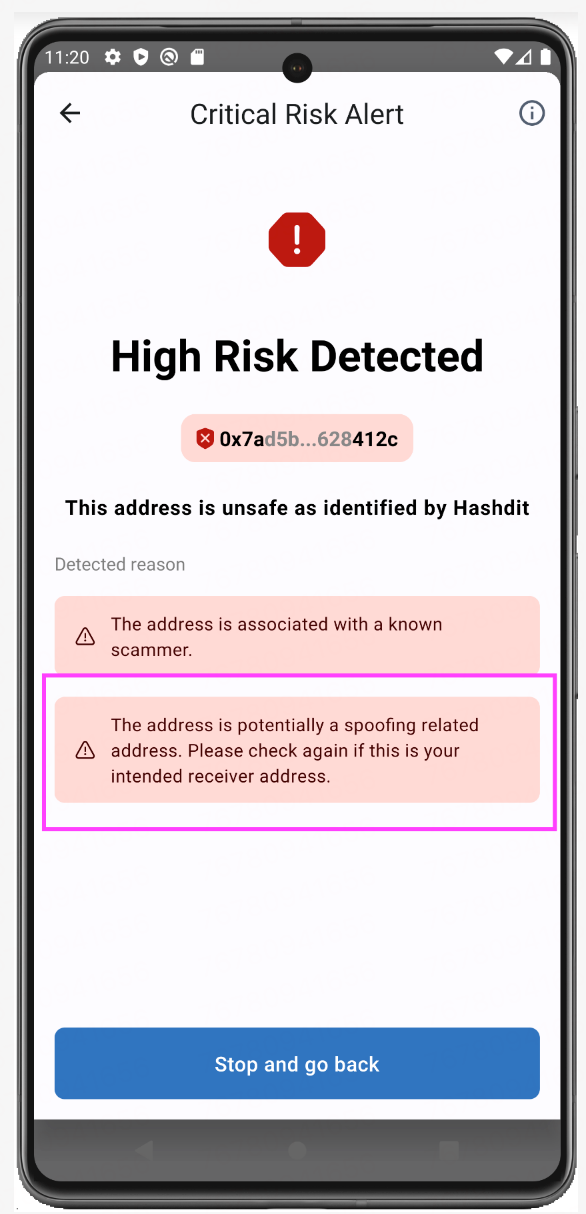 11:20
Critical Risk Alert
High Risk Detected
0x7ad5b...628412c
This address is unsafe as identified by Hashdit
Detected reason
The address is associated with a known
scammer.
The address is potentially a spoofing related
address. Please check again if this is your
intended receiver address.
Stop and go back